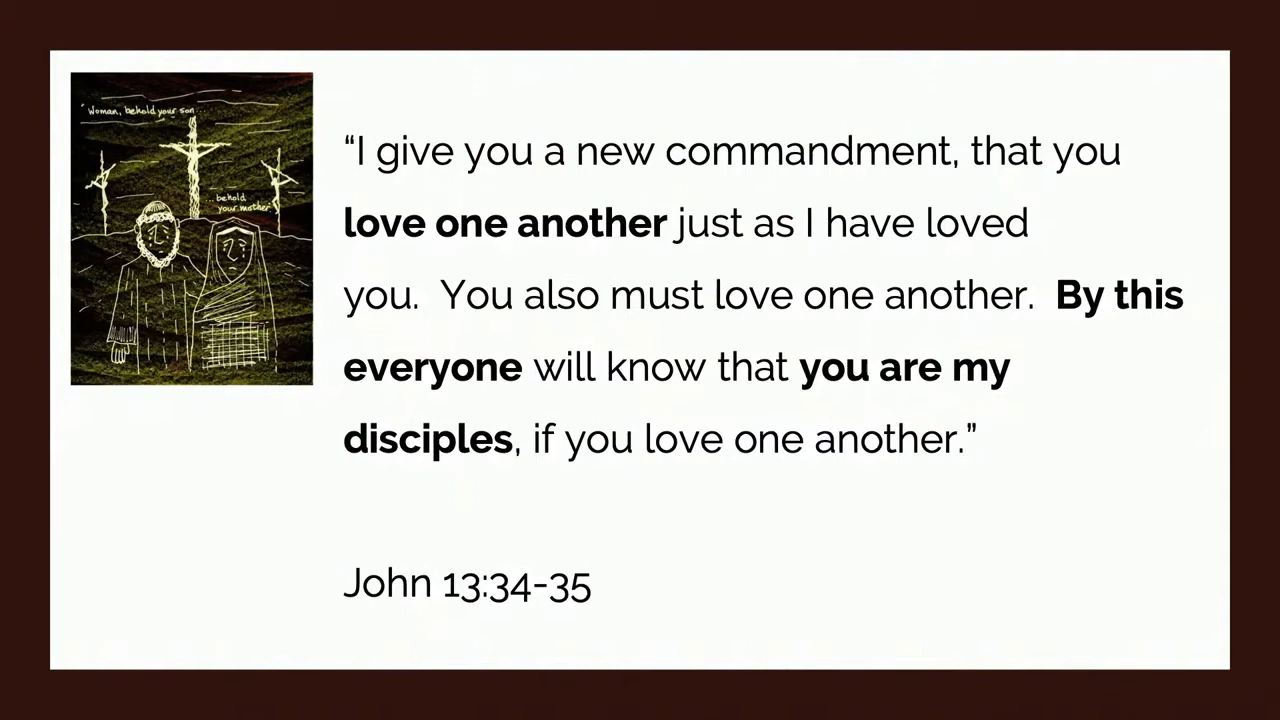 "Woman, behold your son...
...behold
your mother"
“I give you a new commandment, that you
love one another just as I have loved
you.  You also must love one another.  By this
everyone will know that you are my
disciples, if you love one another.”
John 13:34-35